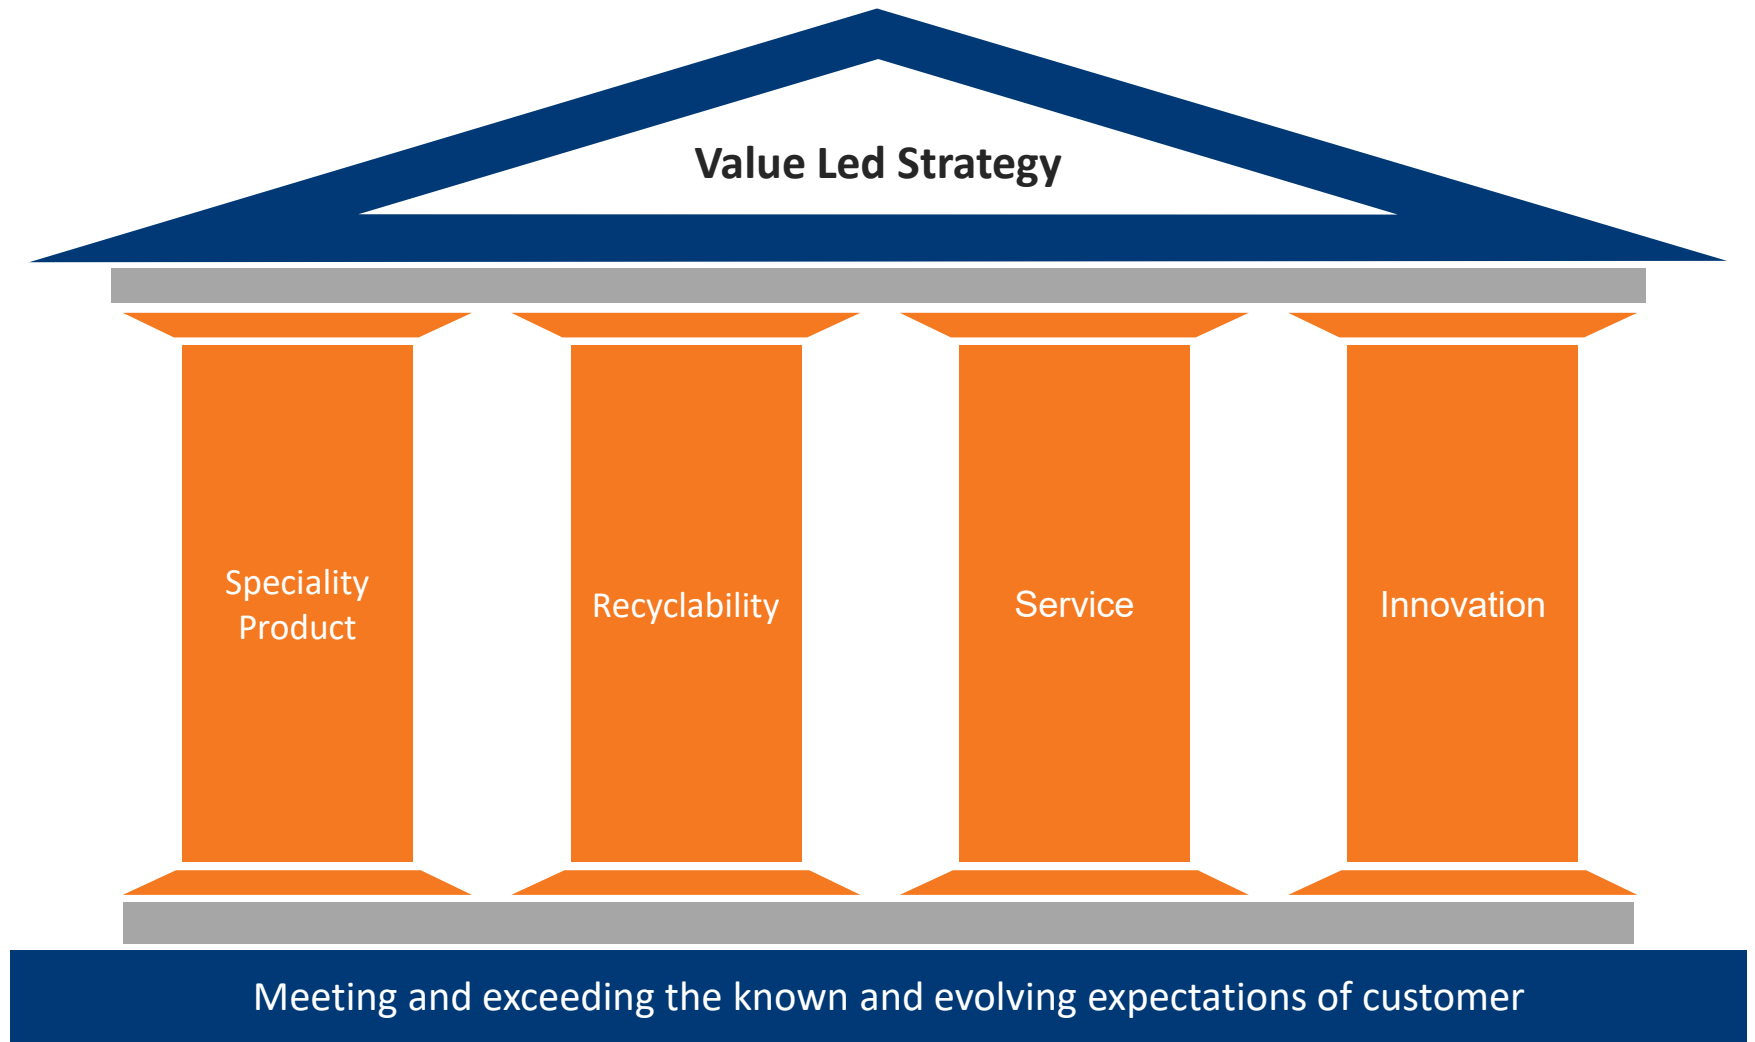 Value Led Strategy
Speciality
Product
Recyclability
Service
Innovation
Meeting and exceeding the known and evolving expectations of customer